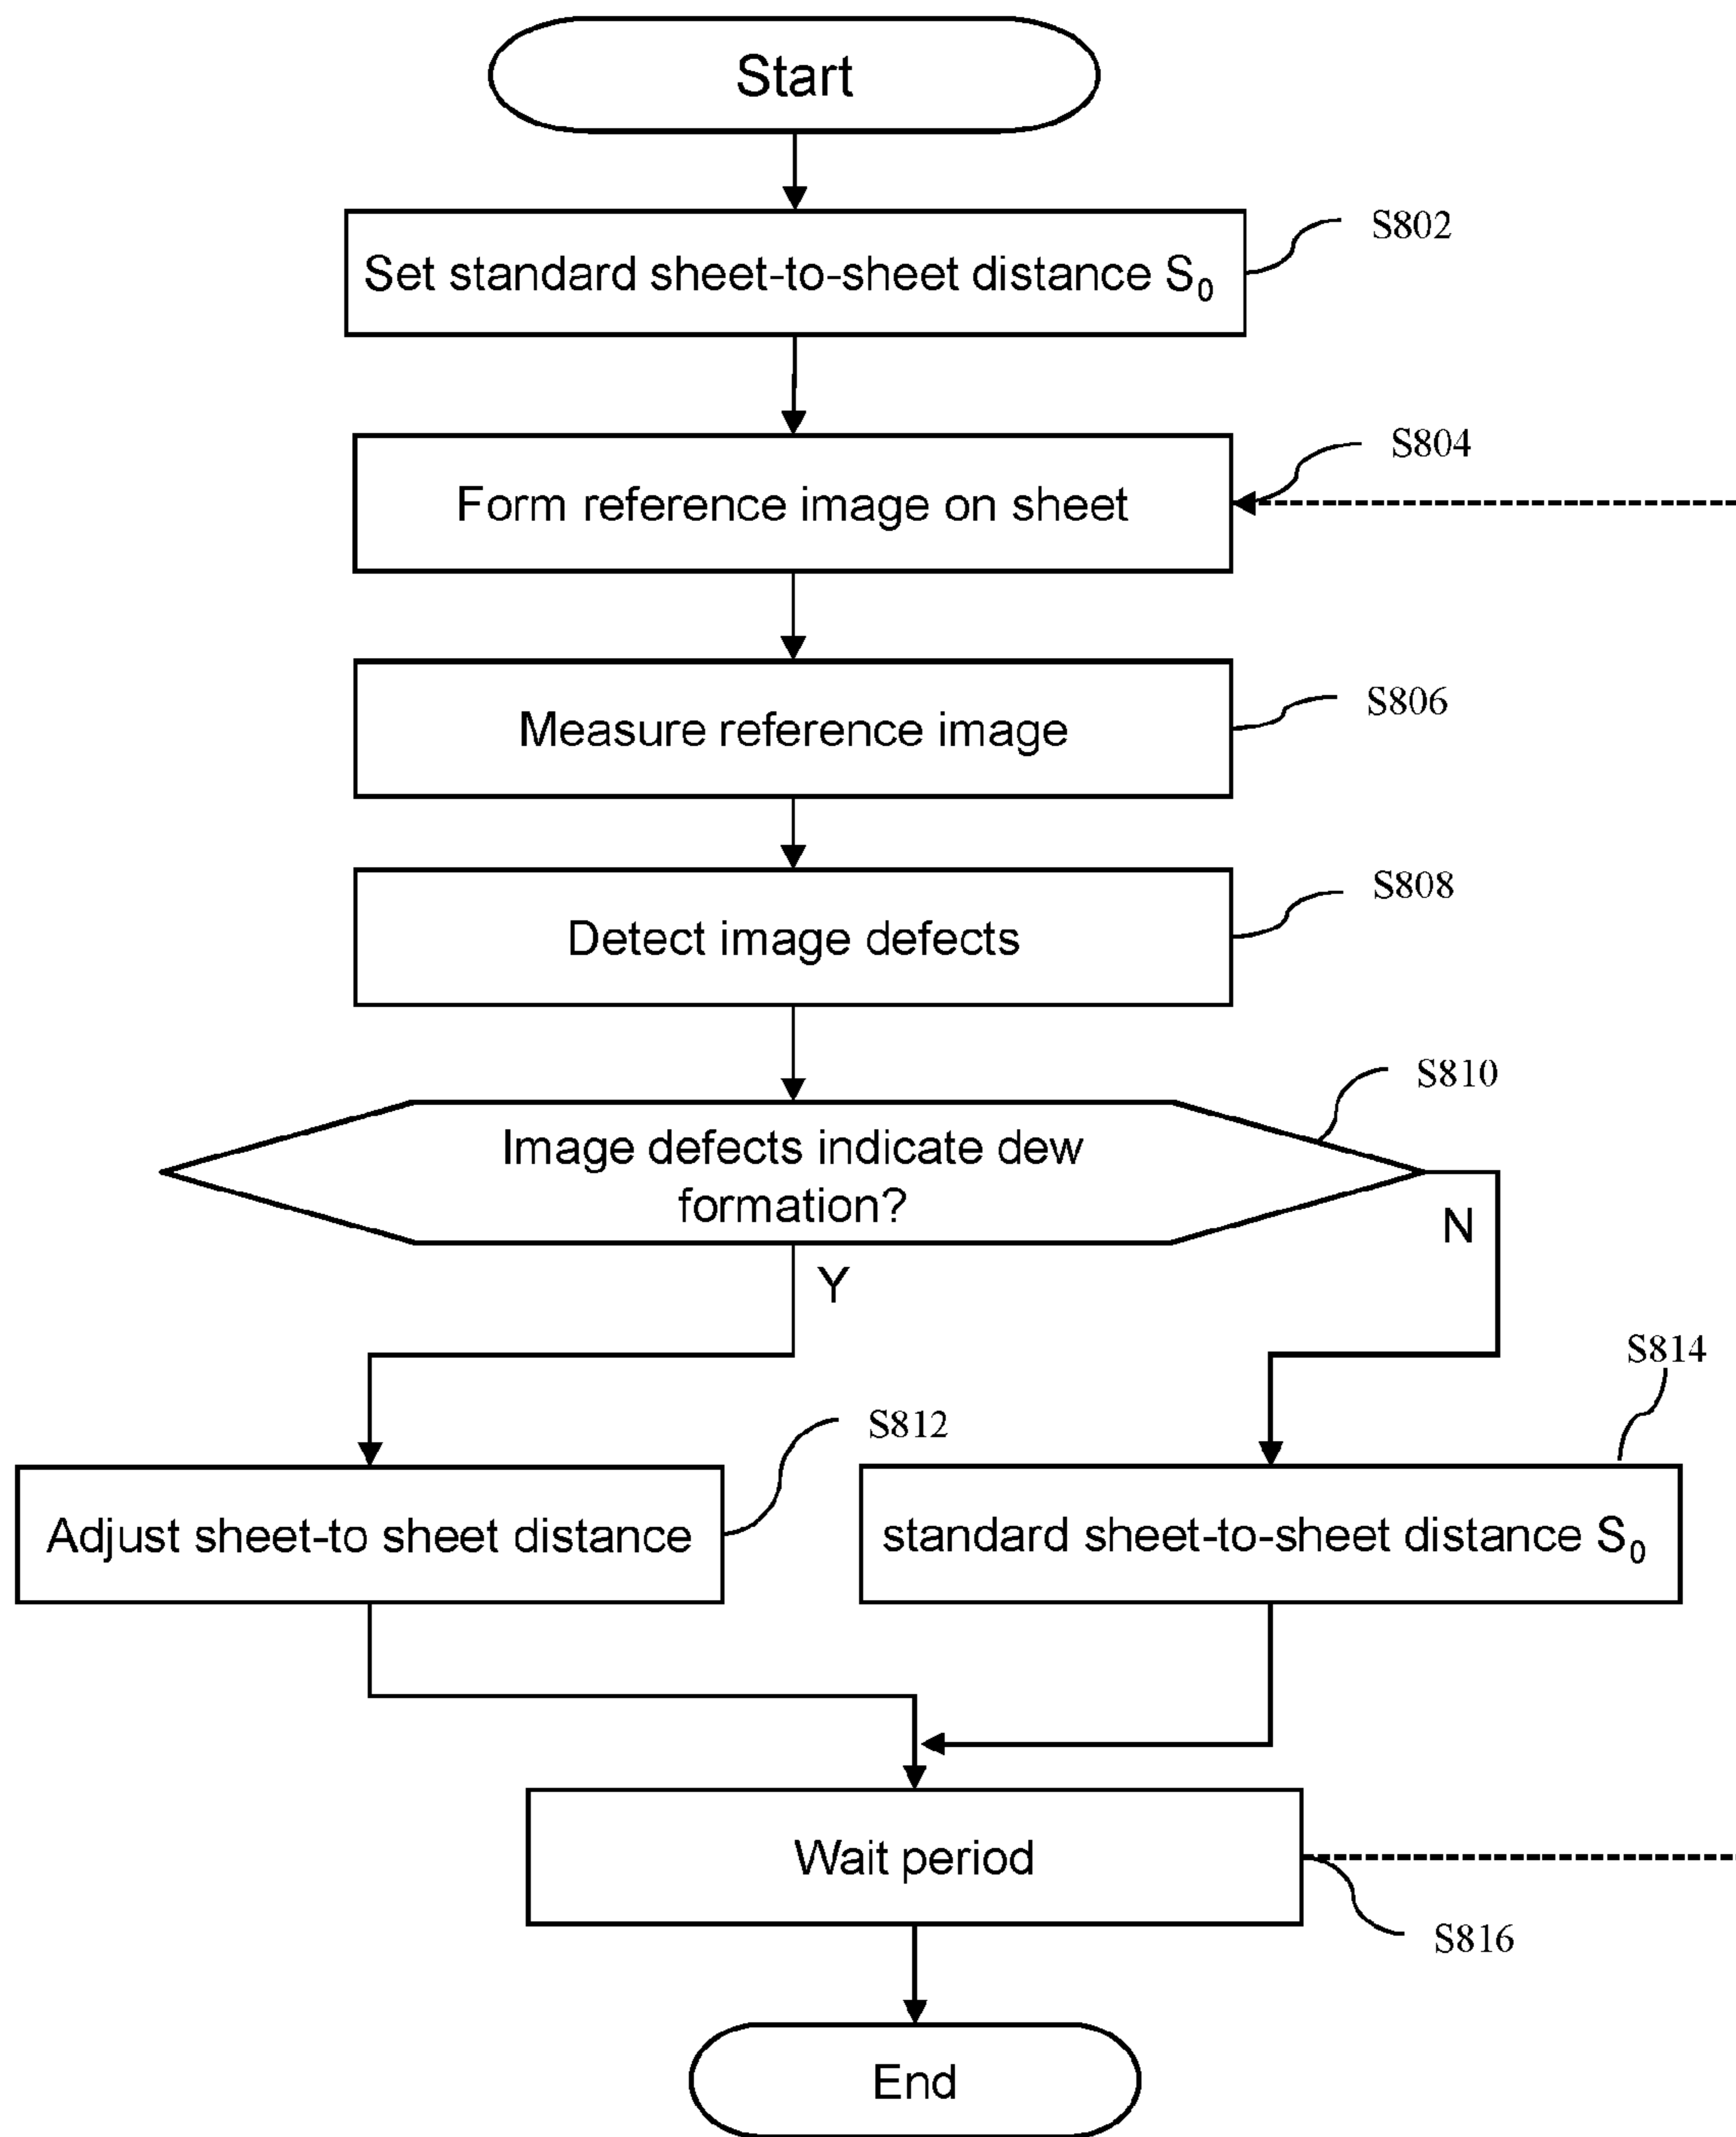 Start
Set standard sheet-to-sheet distance S₀
S802
Form reference image on sheet
S804
Measure reference image
S806
Detect image defects
S808
Image defects indicate dew
formation?
S810
N
Y
S814
S812
Adjust sheet-to sheet distance
standard sheet-to-sheet distance S₀
Wait period
S816
End